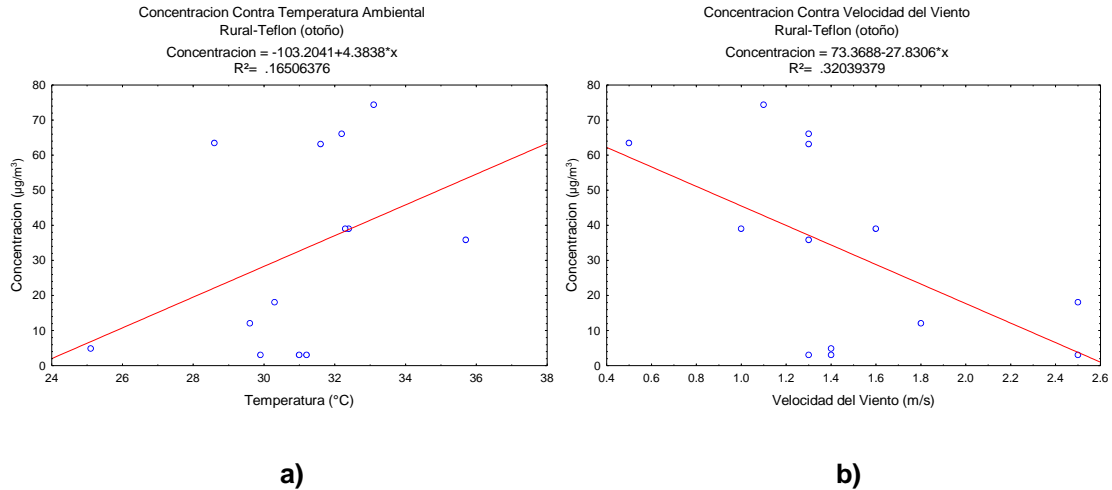 Concentracion Contra Temperatura Ambiental
Rural-Teflon (otoño)
Concentracion = -103.2041+4.3838*x
R²= .16506376
Concentracion (µg/m³)
80
70
60
50
40
30
20
10
0
24 26 28 30 32 34 36 38
Temperatura (°C)
a)
Concentracion Contra Velocidad del Viento
Rural-Teflon (otoño)
Concentracion = 73.3688-27.8306*x
R²= .32039379
Concentracion (µg/m³)
80
70
60
50
40
30
20
10
0
0.4 0.6 0.8 1.0 1.2 1.4 1.6 1.8 2.0 2.2 2.4 2.6
Velocidad del Viento (m/s)
b)